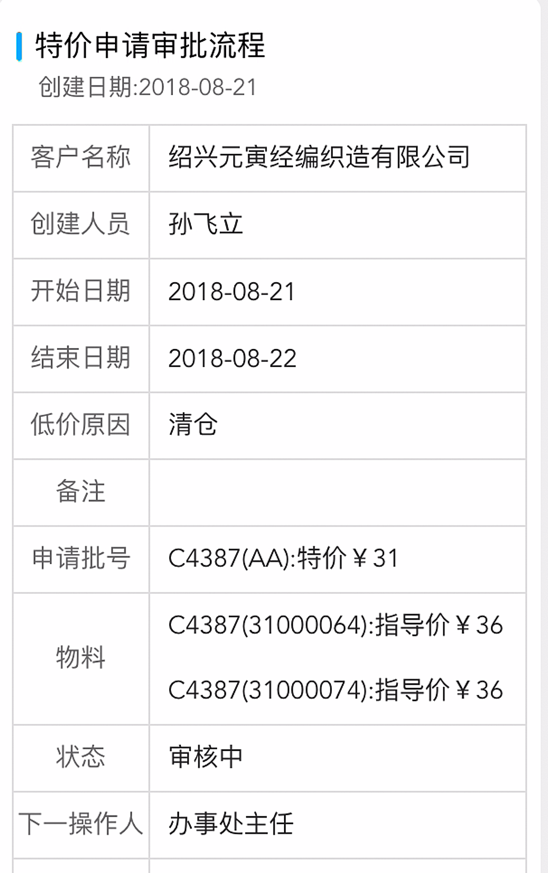 特价申请审批流程
创建日期:2018-08-21
客户名称 绍兴元寅经编织造有限公司
创建人员 孙飞立
开始日期 2018-08-21
结束日期 2018-08-22
低价原因 清仓
备注
申请批号 C4387(AA):特价￥31
物料 C4387(31000064):指导价￥36
C4387(31000074):指导价￥36
状态 审核中
下一操作人 办事处主任